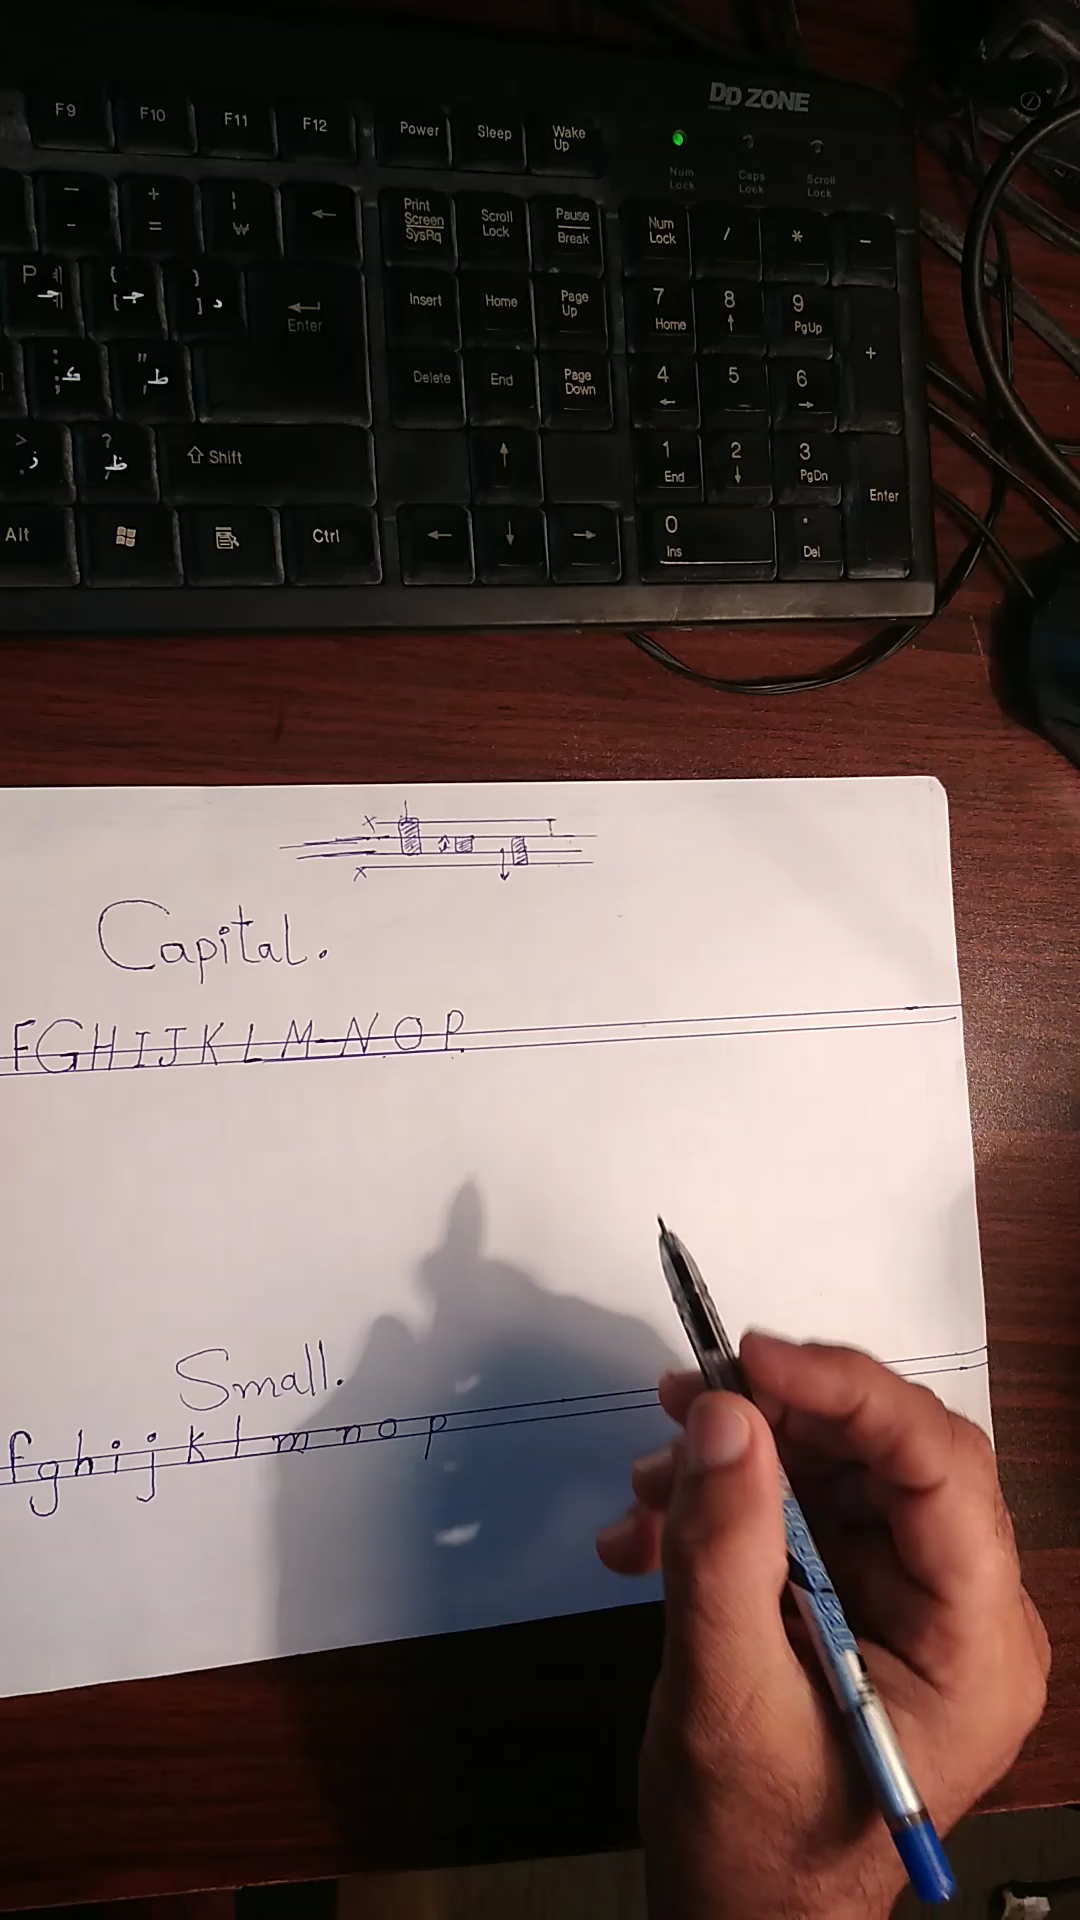 DD ZONE
F9 F10 F11 F12 Power Sleep Wake Up
Num Lock Caps Lock Scroll Lock
Print Screen SysRq Scroll Lock Pause Break Num Lock / * -
P { [ } ] Enter Insert Home Page Up 7 Home 8 9 PgUp +
: ; " ' Delete End Page Down 4 5 6
> . ? / Shift 1 End 2 3 PgDn Enter
Alt Ctrl 0 Ins . Del
Capital.
F G H I J K L M N O P
Small.
f g h i j k l m n o p